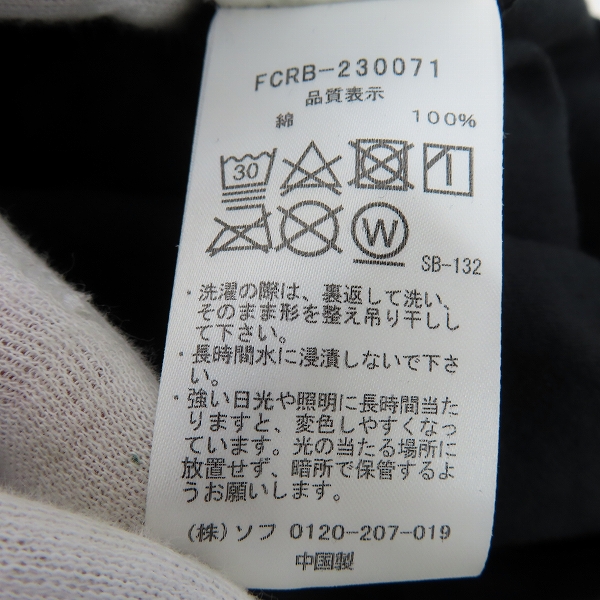 FCRB-230071
品質表示
綿 100%
30
W
SB-132
・洗濯の際は、裏返して洗い、
そのまま形を整え吊り干しし
て下さい。
・長時間水に浸漬しないで下さ
い。
・強い日光や照明に長時間当た
りますと、変色しやすくなっ
ています。光の当たる場所に
放置せず、暗所で保管するよ
うお願いします。
(株)ソフ 0120-207-019
中国製